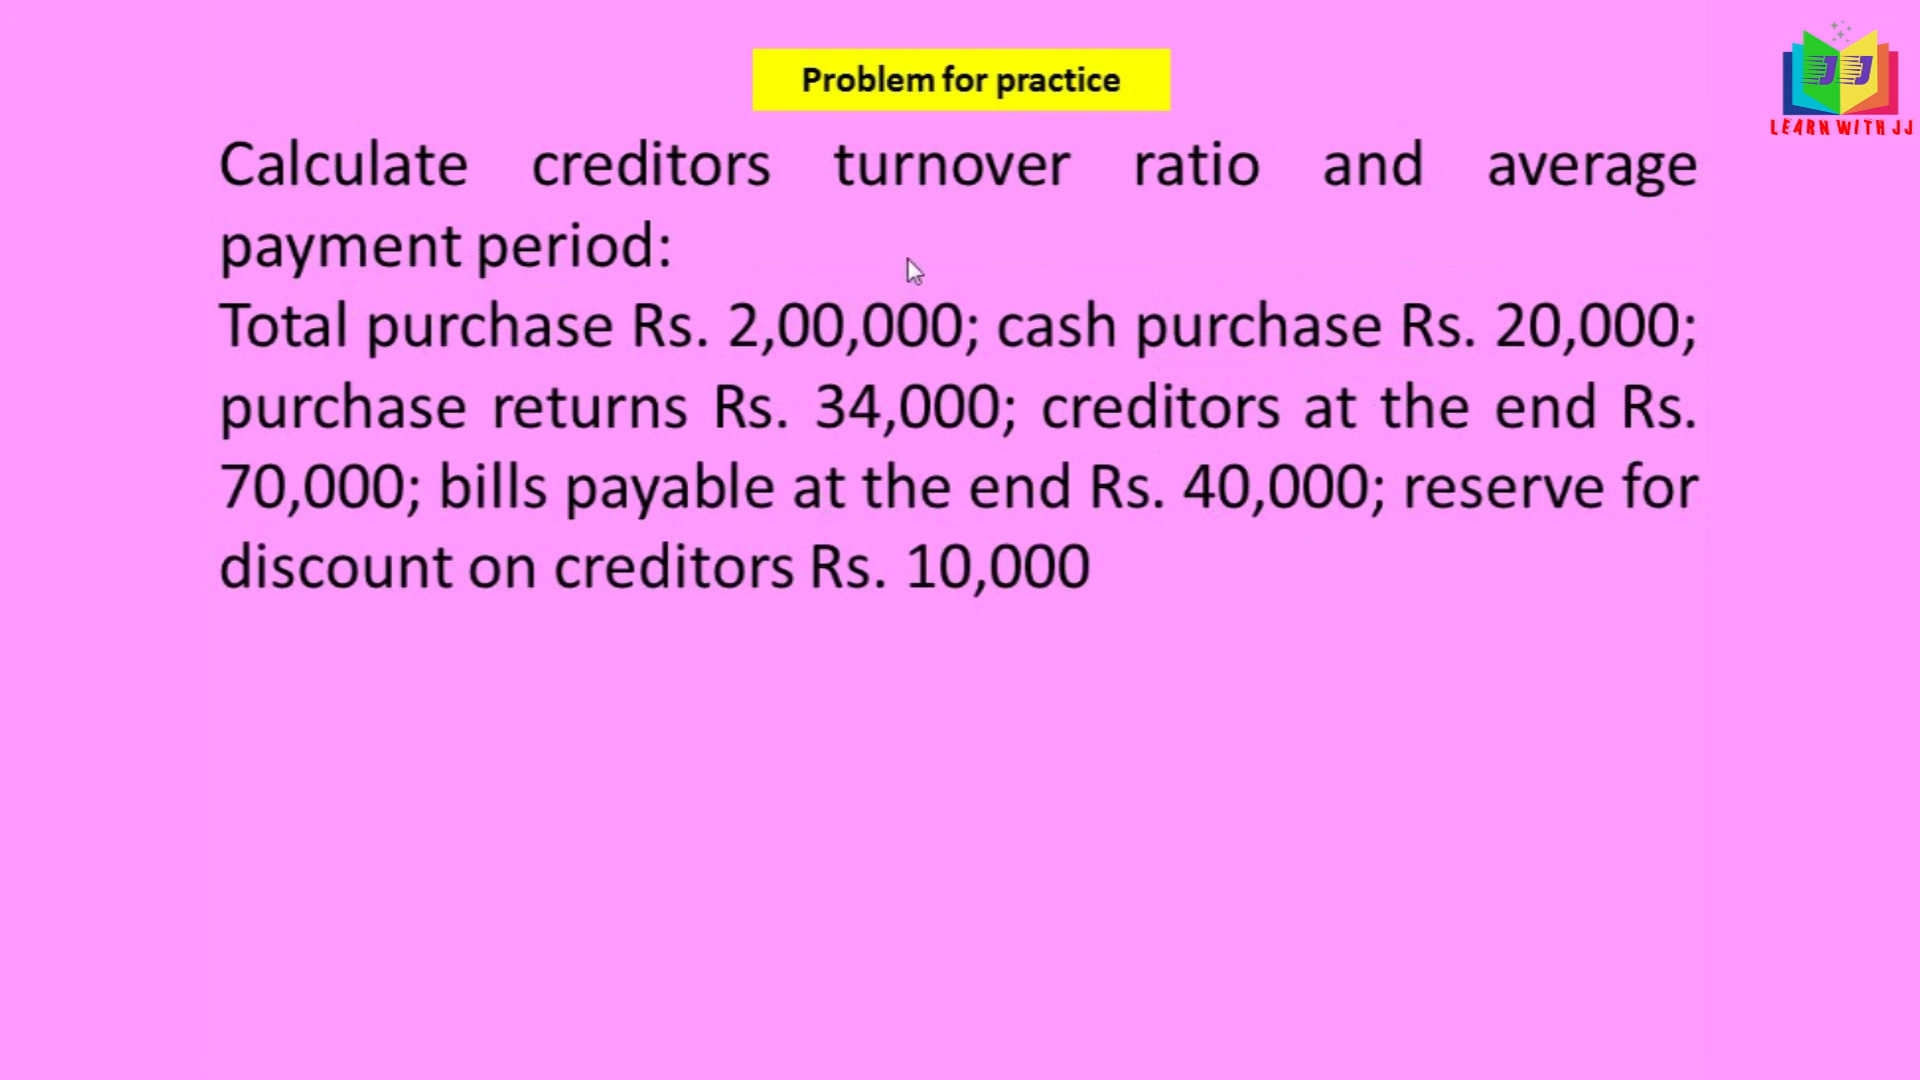 Problem for practice
LEARN WITH JJ
Calculate creditors turnover ratio and average
payment period:
Total purchase Rs. 2,00,000; cash purchase Rs. 20,000;
purchase returns Rs. 34,000; creditors at the end Rs.
70,000; bills payable at the end Rs. 40,000; reserve for
discount on creditors Rs. 10,000